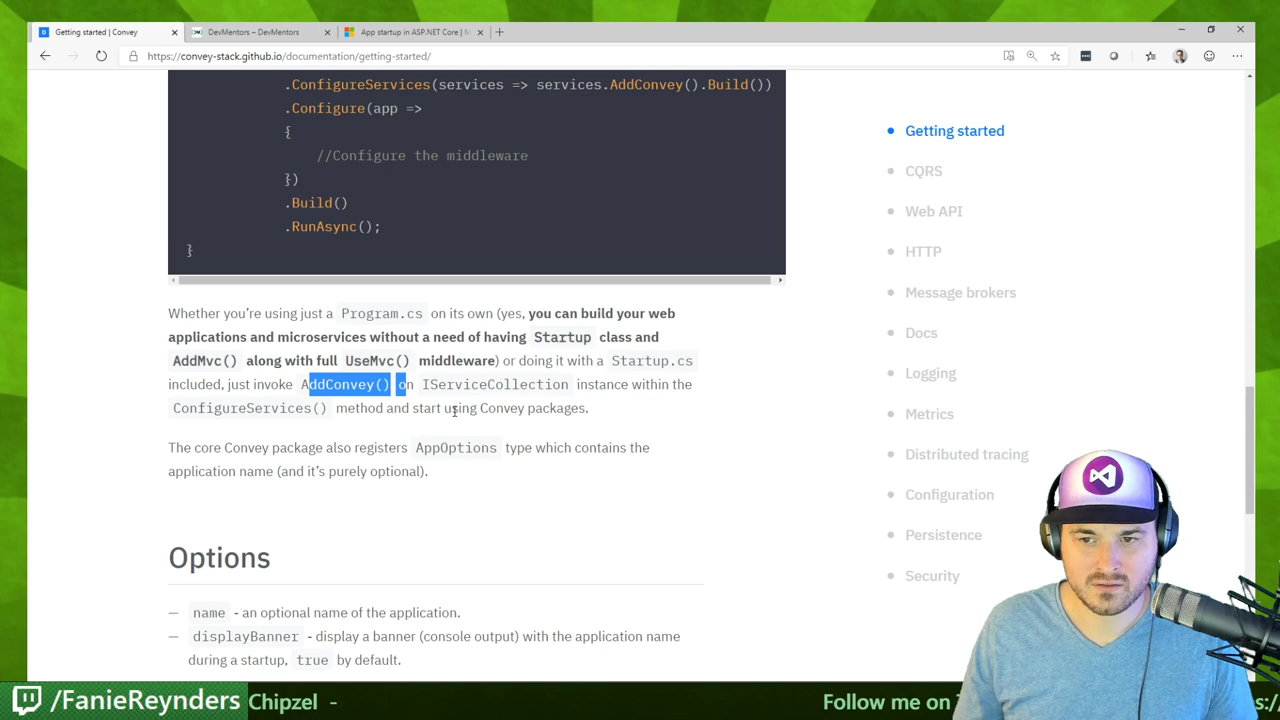 Getting started | Convey
DevMentors – DevMentors
App startup in ASP.NET Core | M
https://convey-stack.github.io/documentation/getting-started/
.ConfigureServices(services => services.AddConvey().Build())
.Configure(app =>
{
//Configure the middleware
})
.Build()
.RunAsync();
}
Whether you're using just a Program.cs on its own (yes, you can build your web
applications and microservices without a need of having Startup class and
AddMvc() along with full UseMvc() middleware) or doing it with a Startup.cs
included, just invoke AddConvey() on IServiceCollection instance within the
ConfigureServices() method and start using Convey packages.
The core Convey package also registers AppOptions type which contains the
application name (and it's purely optional).
Options
— name - an optional name of the application.
— displayBanner - display a banner (console output) with the application name
during a startup, true by default.
Getting started
CQRS
Web API
HTTP
Message brokers
Docs
Logging
Metrics
Distributed tracing
Configuration
Persistence
Security
/FanieReynders
Chipzel -
Follow me on